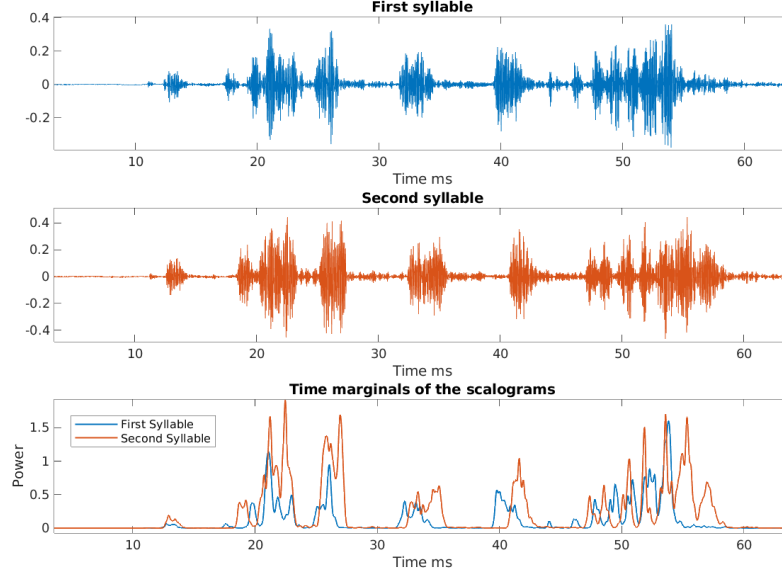 First syllable
0.4
0.2
0
-0.2
10 20 30 40 50 60
Time ms
Second syllable
0.4
0.2
0
-0.2
-0.4
10 20 30 40 50 60
Time ms
Time marginals of the scalograms
Power
1.5
1
0.5
0
First Syllable
Second Syllable
10 20 30 40 50 60
Time ms